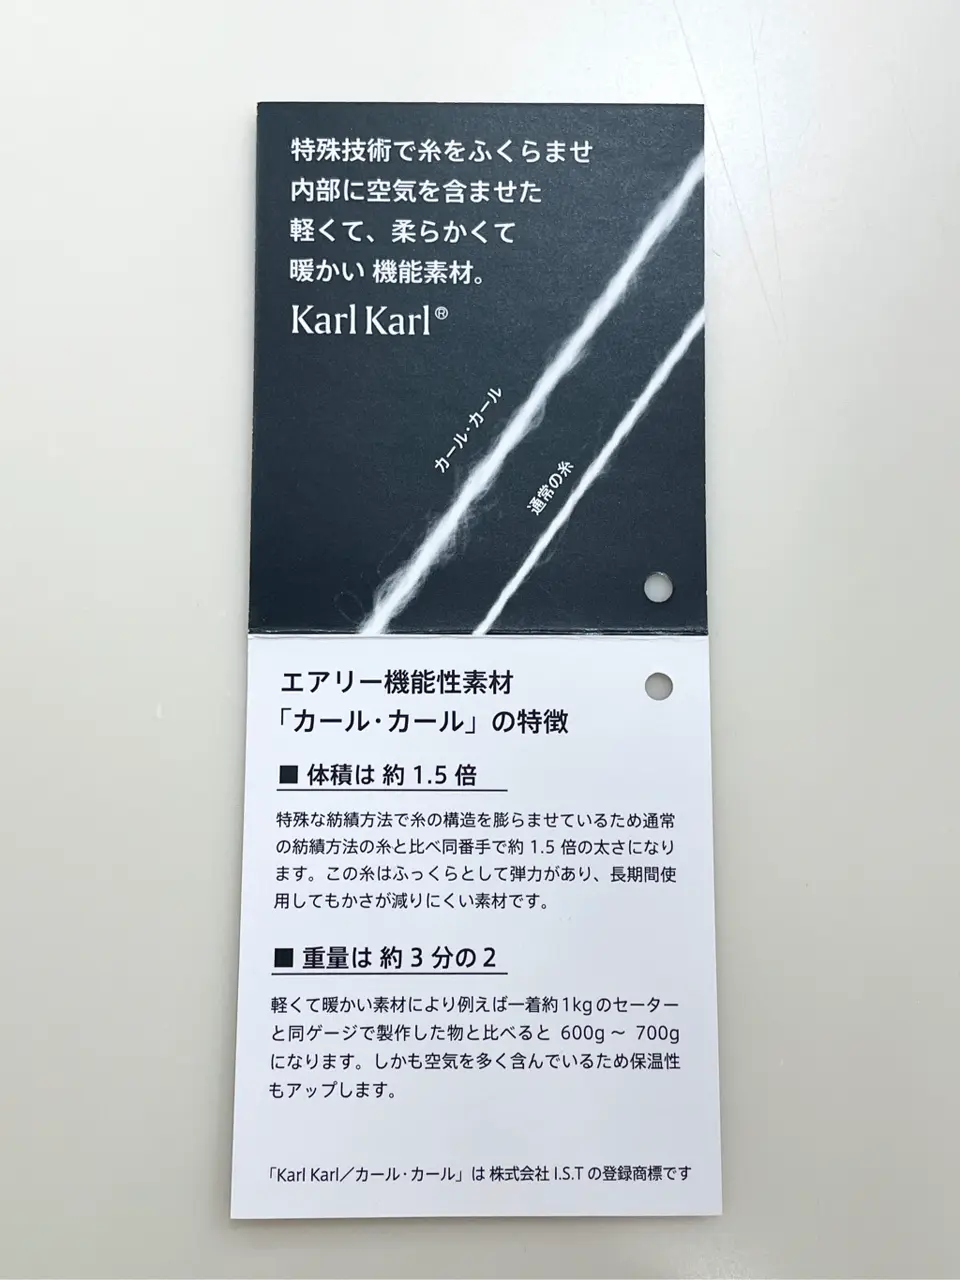 特殊技術で糸をふくらませ
内部に空気を含ませた
軽くて、柔らかくて
暖かい 機能素材。
Karl Karl®
カール・カール
通常の糸
エアリー機能性素材
「カール・カール」の特徴
■ 体積は 約 1.5 倍
特殊な紡績方法で糸の構造を膨らませているため通常
の紡績方法の糸と比べ同番手で約 1.5 倍の太さになり
ます。この糸はふっくらとして弾力があり、長期間使
用してもかさが減りにくい素材です。
■ 重量は 約 3 分の 2
軽くて暖かい素材により例えば一着約1kgのセーター
と同ゲージで製作した物と比べると 600g ～ 700g
になります。しかも空気を多く含んでいるため保温性
もアップします。
「Karl Karl／カール・カール」は 株式会社 I.S.T の登録商標です